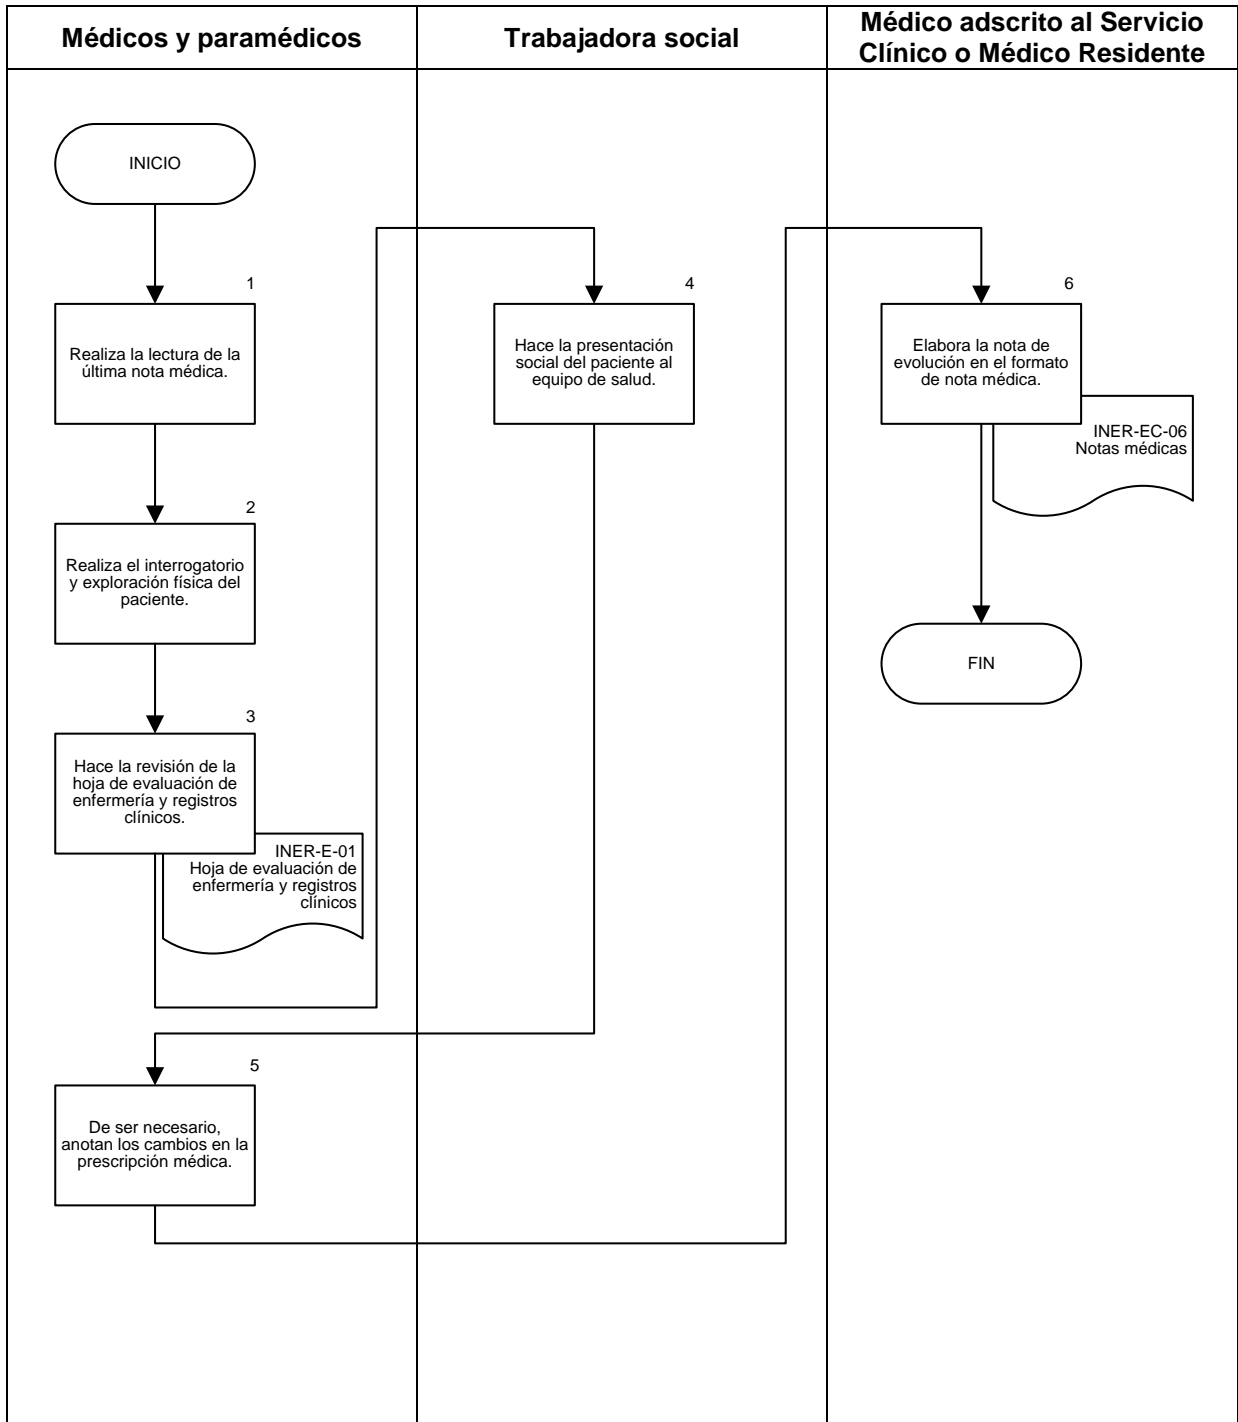 Médicos y paramédicos
Trabajadora social
Médico adscrito al Servicio
Clínico o Médico Residente
INICIO
1
Realiza la lectura de la
última nota médica.
2
Realiza el interrogatorio
y exploración física del
paciente.
3
Hace la revisión de la
hoja de evaluación de
enfermería y registros
clínicos.
INER-E-01
Hoja de evaluación de
enfermería y registros
clínicos
4
Hace la presentación
social del paciente al
equipo de salud.
5
De ser necesario,
anotan los cambios en la
prescripción médica.
6
Elabora la nota de
evolución en el formato
de nota médica.
INER-EC-06
Notas médicas
FIN